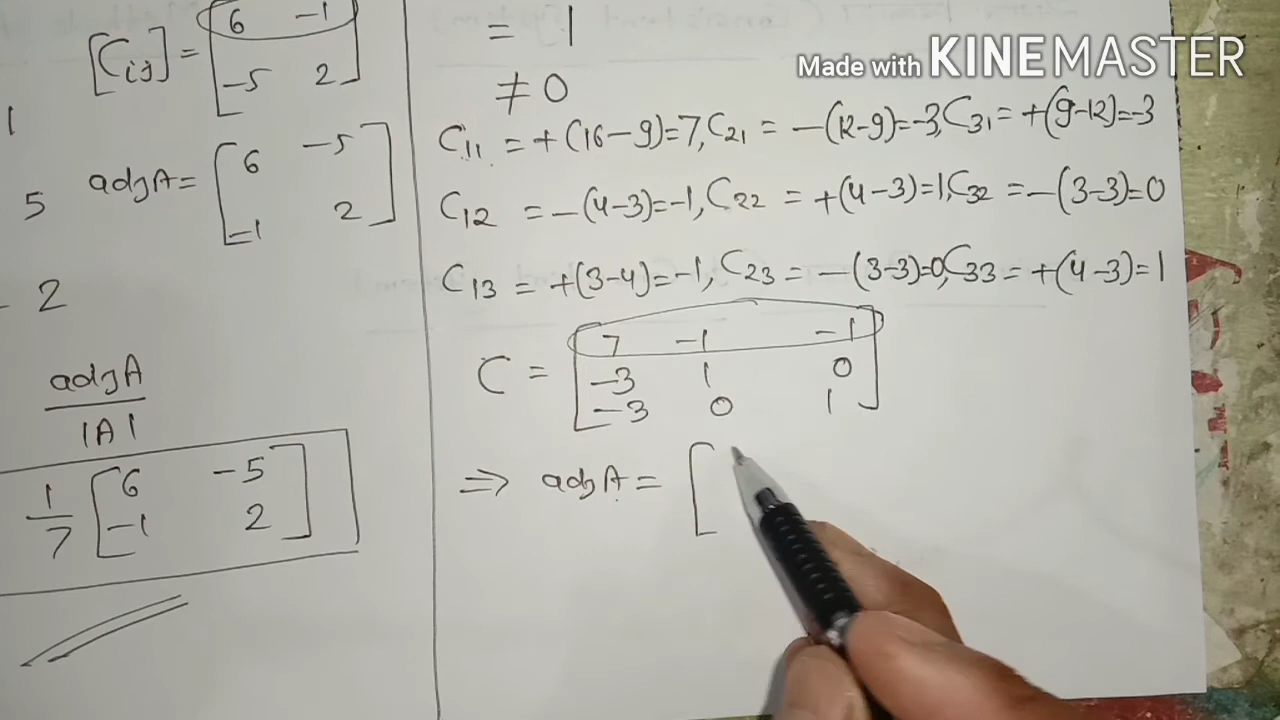 Made with KINEMASTER
[Cij] = [6 -1
-5 2]
1
adjA = [6 -5
-1 2]
5
- 2
adjA
|A|
1/7 [6 -5
-1 2]
= 1
≠ 0
C11 = +(16-9)=7, C21 = -(12-9)=-3, C31 = +(9-12)=-3
C12 = -(4-3)=-1, C22 = +(4-3)=1, C32 = -(3-3)=0
C13 = +(3-4)=-1, C23 = -(3-3)=0, C33 = +(4-3)=1
C = [7 -1 -1
-3 1 0
-3 0 1]
⇒ adjA = [